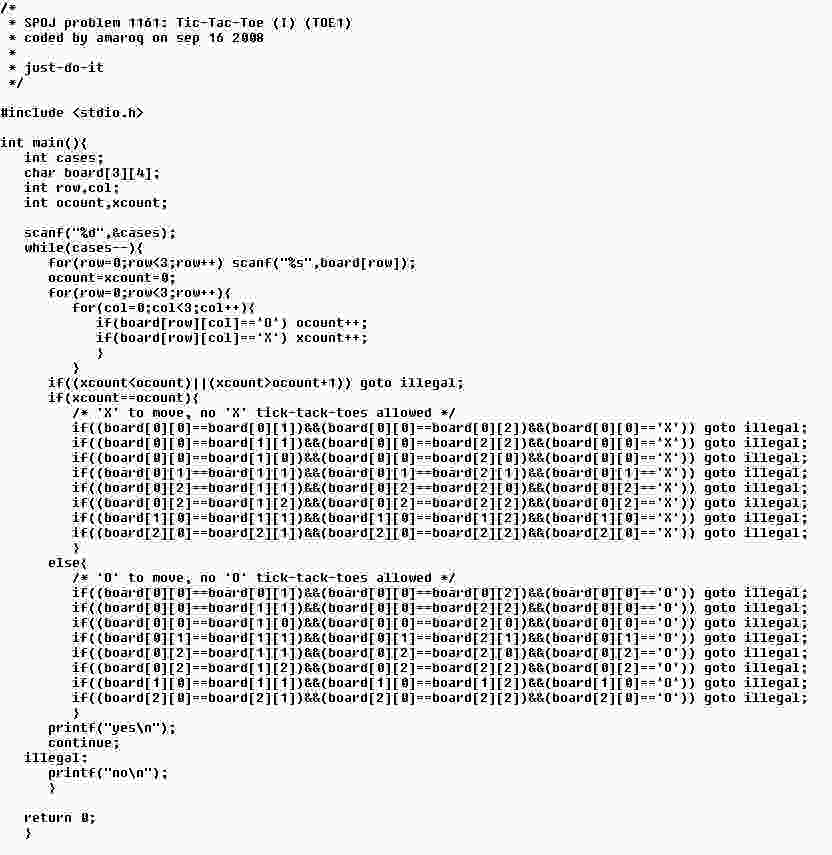 /*
 * SPOJ problem 1161: Tic-Tac-Toe (I) (TOE1)
 * coded by amaroq on sep 16 2008
 *
 * just-do-it
 */

#include <stdio.h>

int main(){
   int cases;
   char board[3][4];
   int row,col;
   int ocount,xcount;

   scanf("%d",&cases);
   while(cases--){
      for(row=0;row<3;row++) scanf("%s",board[row]);
      ocount=xcount=0;
      for(row=0;row<3;row++){
         for(col=0;col<3;col++){
            if(board[row][col]=='O') ocount++;
            if(board[row][col]=='X') xcount++;
            }
         }
      if((xcount<ocount)||(xcount>ocount+1)) goto illegal;
      if(xcount==ocount){
         /* 'X' to move, no 'X' tick-tack-toes allowed */
         if((board[0][0]==board[0][1])&&(board[0][0]==board[0][2])&&(board[0][0]=='X')) goto illegal;
         if((board[0][0]==board[1][1])&&(board[0][0]==board[2][2])&&(board[0][0]=='X')) goto illegal;
         if((board[0][0]==board[1][0])&&(board[0][0]==board[2][0])&&(board[0][0]=='X')) goto illegal;
         if((board[0][1]==board[1][1])&&(board[0][1]==board[2][1])&&(board[0][1]=='X')) goto illegal;
         if((board[0][2]==board[1][1])&&(board[0][2]==board[2][0])&&(board[0][2]=='X')) goto illegal;
         if((board[0][2]==board[1][2])&&(board[0][2]==board[2][2])&&(board[0][2]=='X')) goto illegal;
         if((board[1][0]==board[1][1])&&(board[1][0]==board[1][2])&&(board[1][0]=='X')) goto illegal;
         if((board[2][0]==board[2][1])&&(board[2][0]==board[2][2])&&(board[2][0]=='X')) goto illegal;
         }
      else{
         /* 'O' to move, no 'O' tick-tack-toes allowed */
         if((board[0][0]==board[0][1])&&(board[0][0]==board[0][2])&&(board[0][0]=='O')) goto illegal;
         if((board[0][0]==board[1][1])&&(board[0][0]==board[2][2])&&(board[0][0]=='O')) goto illegal;
         if((board[0][0]==board[1][0])&&(board[0][0]==board[2][0])&&(board[0][0]=='O')) goto illegal;
         if((board[0][1]==board[1][1])&&(board[0][1]==board[2][1])&&(board[0][1]=='O')) goto illegal;
         if((board[0][2]==board[1][1])&&(board[0][2]==board[2][0])&&(board[0][2]=='O')) goto illegal;
         if((board[0][2]==board[1][2])&&(board[0][2]==board[2][2])&&(board[0][2]=='O')) goto illegal;
         if((board[1][0]==board[1][1])&&(board[1][0]==board[1][2])&&(board[1][0]=='O')) goto illegal;
         if((board[2][0]==board[2][1])&&(board[2][0]==board[2][2])&&(board[2][0]=='O')) goto illegal;
         }
      printf("yes\n");
      continue;
   illegal:
      printf("no\n");
      }

   return 0;
   }